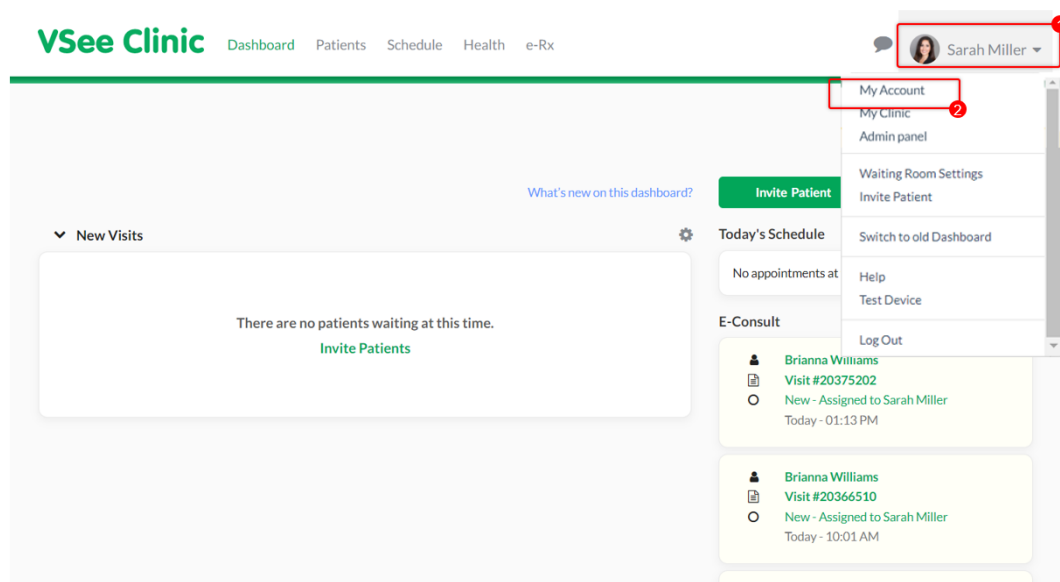 VSee Clinic Dashboard Patients Schedule Health e-Rx Sarah Miller
1
My Account
2
My Clinic
Admin panel
Waiting Room Settings
Invite Patient
Switch to old Dashboard
Help
Test Device
Log Out
What's new on this dashboard?
Invite Patient
New Visits
There are no patients waiting at this time.
Invite Patients
Today's Schedule
No appointments at
E-Consult
Brianna Williams
Visit #20375202
New - Assigned to Sarah Miller
Today - 01:13 PM
Brianna Williams
Visit #20366510
New - Assigned to Sarah Miller
Today - 10:01 AM